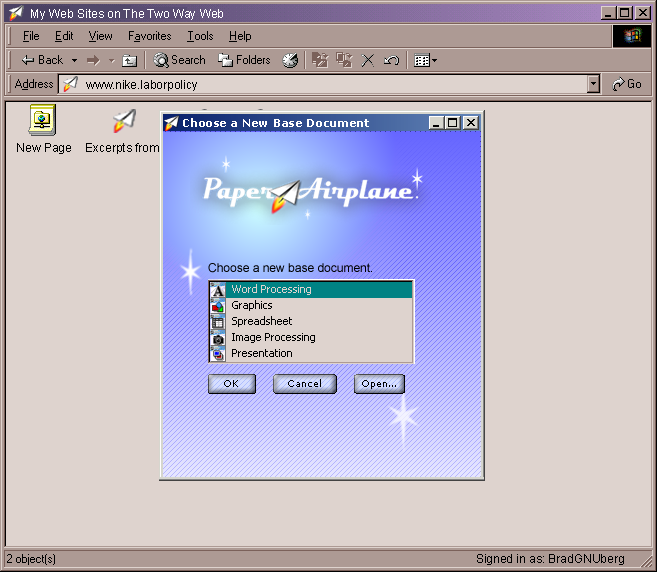 My Web Sites on The Two Way Web
File Edit View Favorites Tools Help
Back Search Folders
Address www.nike.laborpolicy Go
New Page Excerpts from
Choose a New Base Document
Paper Airplane.
Choose a new base document.
Word Processing
Graphics
Spreadsheet
Image Processing
Presentation
OK Cancel Open...
2 object(s) Signed in as: BradGNUberg